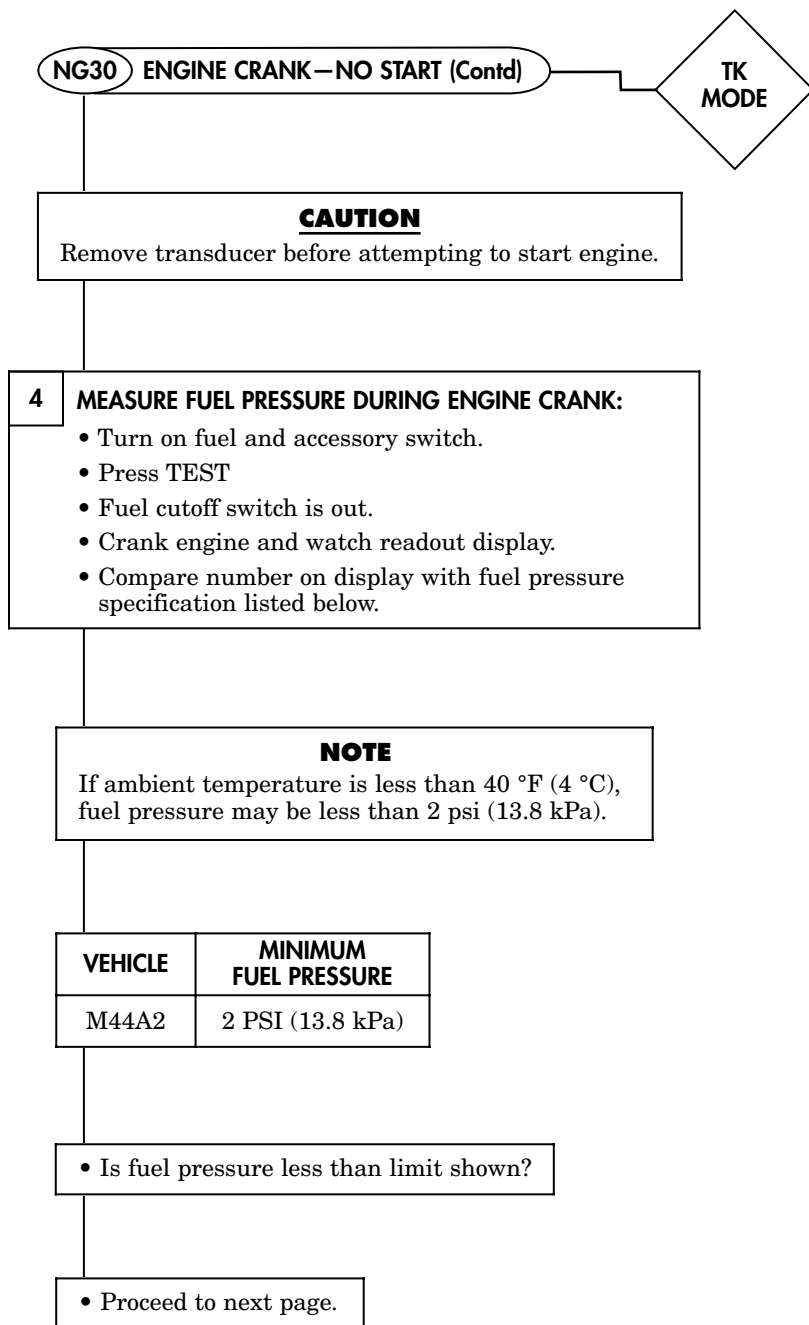 NG30 ENGINE CRANK—NO START (Contd)
TK
MODE
CAUTION
Remove transducer before attempting to start engine.
4 MEASURE FUEL PRESSURE DURING ENGINE CRANK:
• Turn on fuel and accessory switch.
• Press TEST
• Fuel cutoff switch is out.
• Crank engine and watch readout display.
• Compare number on display with fuel pressure
specification listed below.
NOTE
If ambient temperature is less than 40 °F (4 °C),
fuel pressure may be less than 2 psi (13.8 kPa).
VEHICLE
MINIMUM
FUEL PRESSURE
M44A2
2 PSI (13.8 kPa)
• Is fuel pressure less than limit shown?
• Proceed to next page.